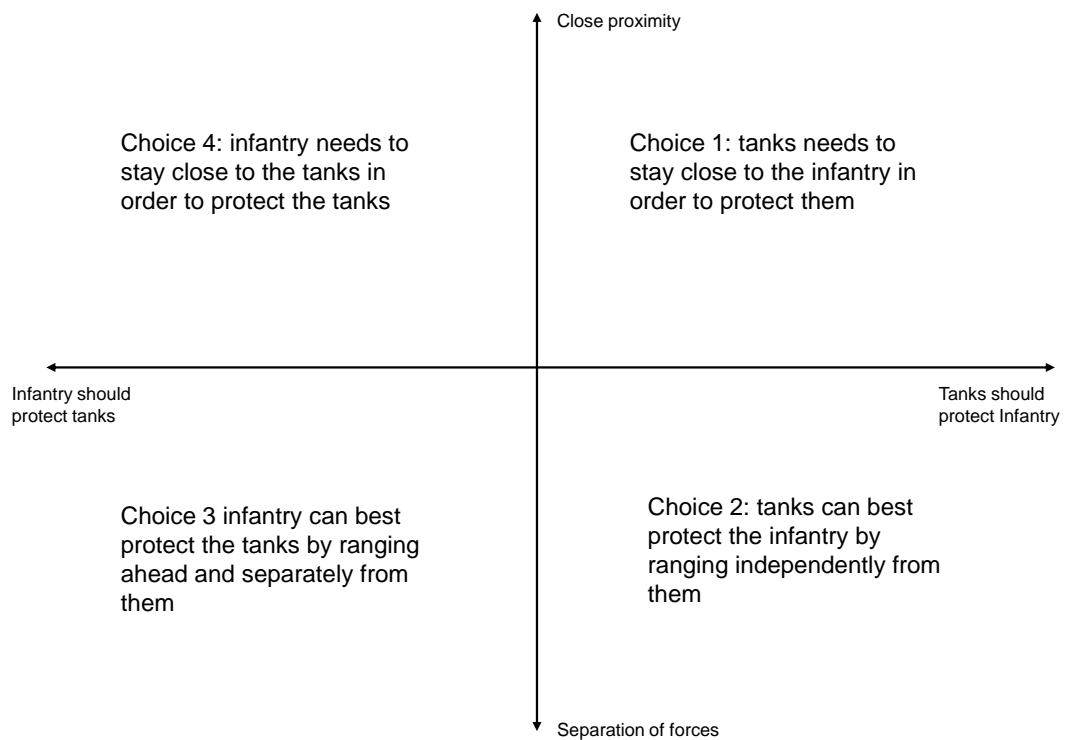 Close proximity
Choice 4: infantry needs to
stay close to the tanks in
order to protect the tanks
Choice 1: tanks needs to
stay close to the infantry in
order to protect them
Infantry should
protect tanks
Tanks should
protect Infantry
Choice 3 infantry can best
protect the tanks by ranging
ahead and separately from
them
Choice 2: tanks can best
protect the infantry by
ranging independently from
them
Separation of forces